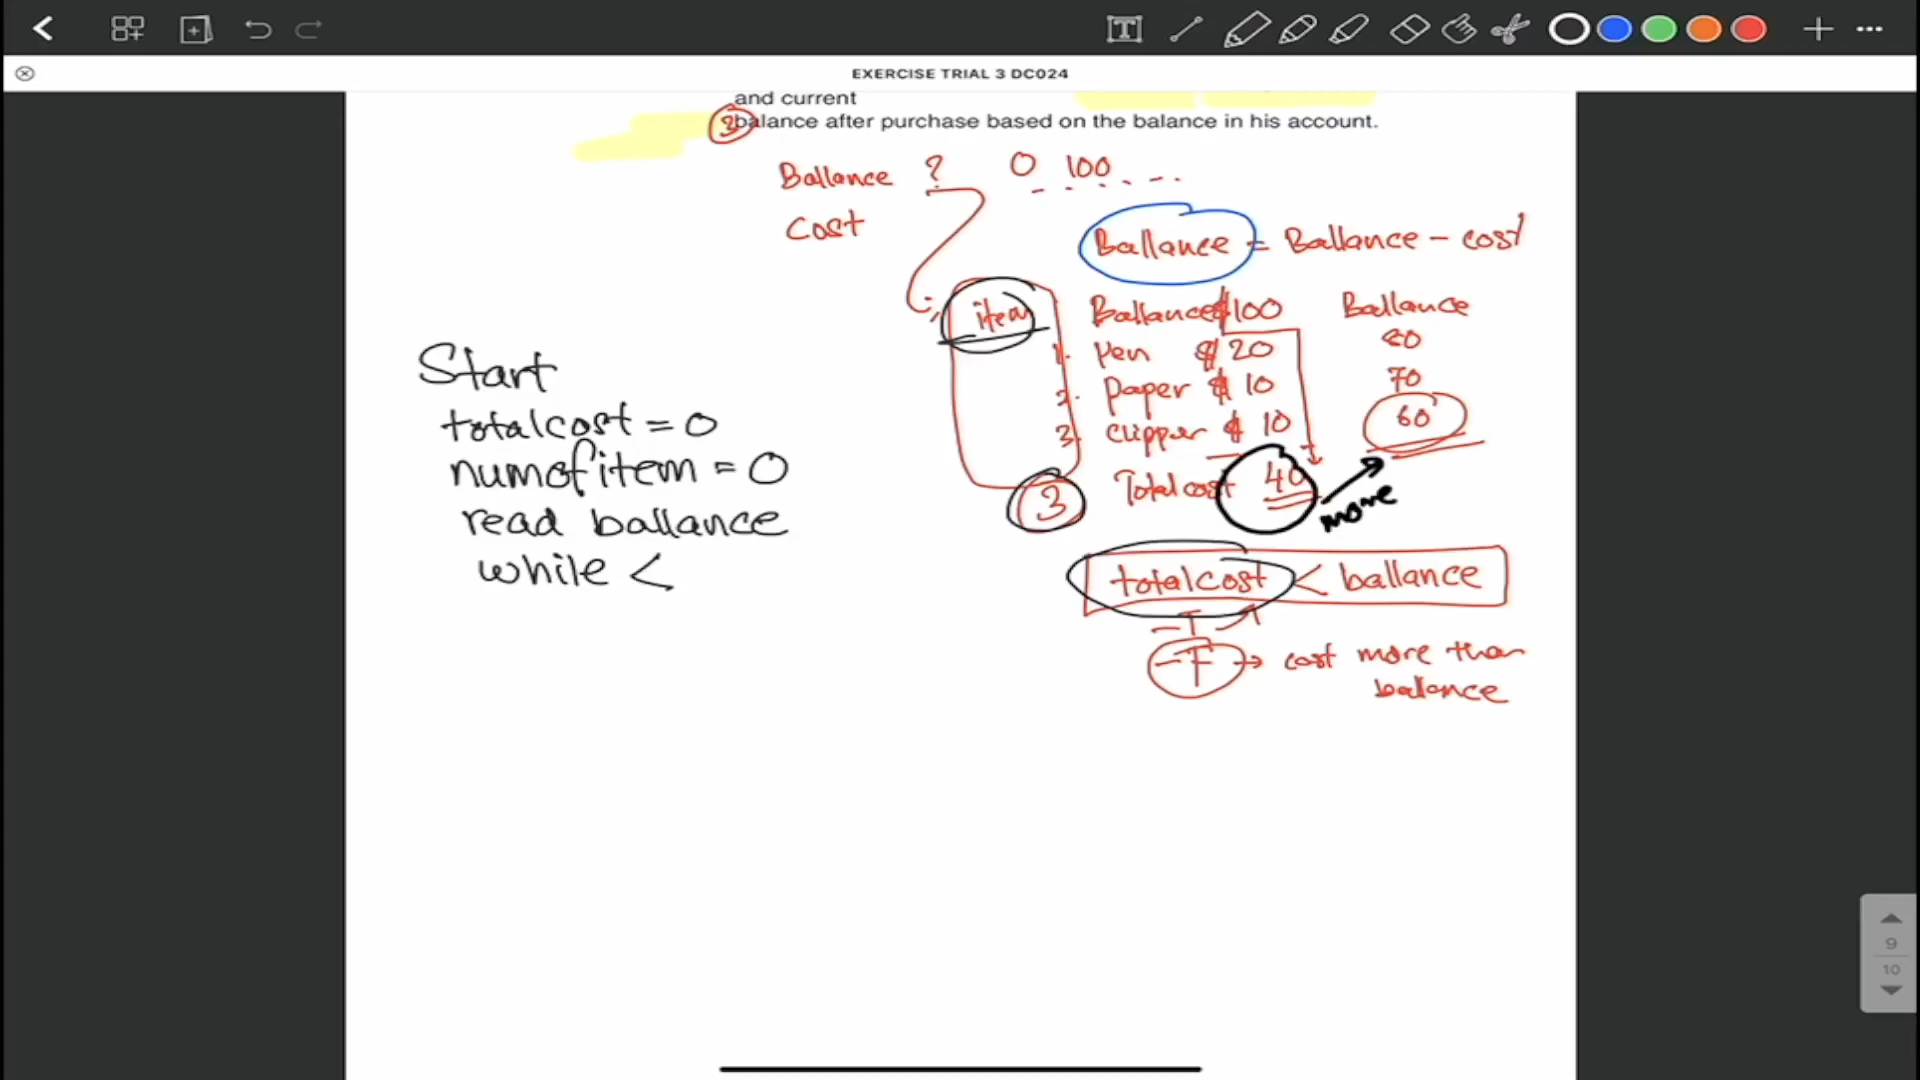 EXERCISE TRIAL 3 DC024
and current
3
balance after purchase based on the balance in his account.
Ballance ? 0 100
Cost
Ballance = Ballance - cost
item
Ballance $100 Ballance
1. Pen $ 20 80
2. Paper $ 10 70
3. Clipper $ 10 60
3 Total cost 40
more
Start
totalcost = 0
numofitem = 0
read ballance
while <
totalcost < ballance
- T
- F → cost more than
balance
9
10